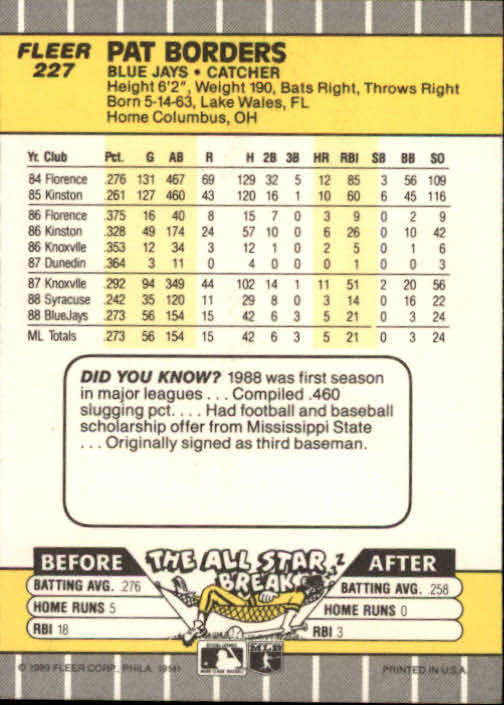 FLEER
227
PAT BORDERS
BLUE JAYS • CATCHER
Height 6'2", Weight 190, Bats Right, Throws Right
Born 5-14-63, Lake Wales, FL
Home Columbus, OH
Yr. Club Pct. G AB R H 2B 3B HR RBI SB BB SO
84 Florence .276 131 467 69 129 32 5 12 85 3 56 109
85 Kinston .261 127 460 43 120 16 1 10 60 6 45 116
86 Florence .375 16 40 8 15 7 0 3 9 0 2 9
86 Kinston .328 49 174 24 57 10 0 6 26 0 10 42
86 Knoxvlle .353 12 34 3 12 1 0 2 5 0 1 6
87 Dunedin .364 3 11 0 4 0 0 0 1 0 0 3
87 Knoxvlle .292 94 349 44 102 14 1 11 51 2 20 56
88 Syracuse .242 35 120 11 29 8 0 3 14 0 16 22
88 BlueJays .273 56 154 15 42 6 3 5 21 0 3 24
ML Totals .273 56 154 15 42 6 3 5 21 0 3 24
DID YOU KNOW? 1988 was first season
in major leagues . . . Compiled .460
slugging pct. . . . Had football and baseball
scholarship offer from Mississippi State
. . . Originally signed as third baseman.
BEFORE THE ALL STAR BREAK AFTER
BATTING AVG. .276 BATTING AVG. .258
HOME RUNS 5 HOME RUNS 0
RBI 18 RBI 3
© 1989 FLEER CORP., PHILA. 19141 PRINTED IN U.S.A.